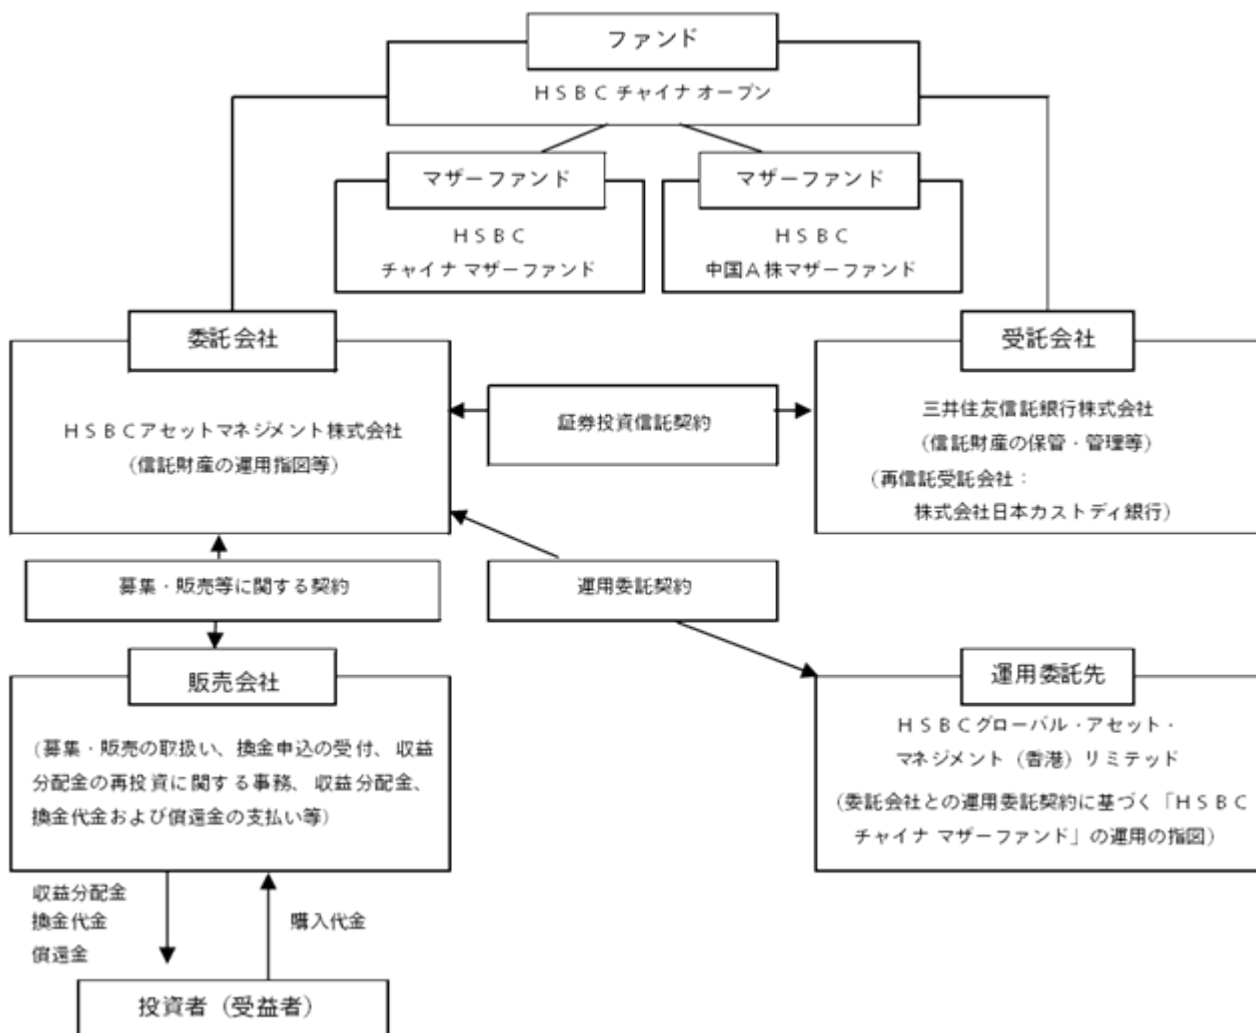 ファンド
ＨＳＢＣ チャイナ オープン
マザーファンド
ＨＳＢＣ
チャイナ マザーファンド
マザーファンド
ＨＳＢＣ
中国Ａ株マザーファンド
委託会社
ＨＳＢＣアセットマネジメント株式会社
（信託財産の運用指図等）
証券投資信託契約
受託会社
三井住友信託銀行株式会社
（信託財産の保管・管理等）
（再信託受託会社：
株式会社日本カストディ銀行）
募集・販売等に関する契約
運用委託契約
販売会社
（募集・販売の取扱い、換金申込の受付、収益
分配金の再投資に関する事務、収益分配金、
換金代金および償還金の支払い等）
運用委託先
ＨＳＢＣグローバル・アセット・
マネジメント（香港）リミテッド
（委託会社との運用委託契約に基づく「ＨＳＢＣ
チャイナ マザーファンド」の運用の指図）
収益分配金
換金代金
償還金
購入代金
投資者（受益者）